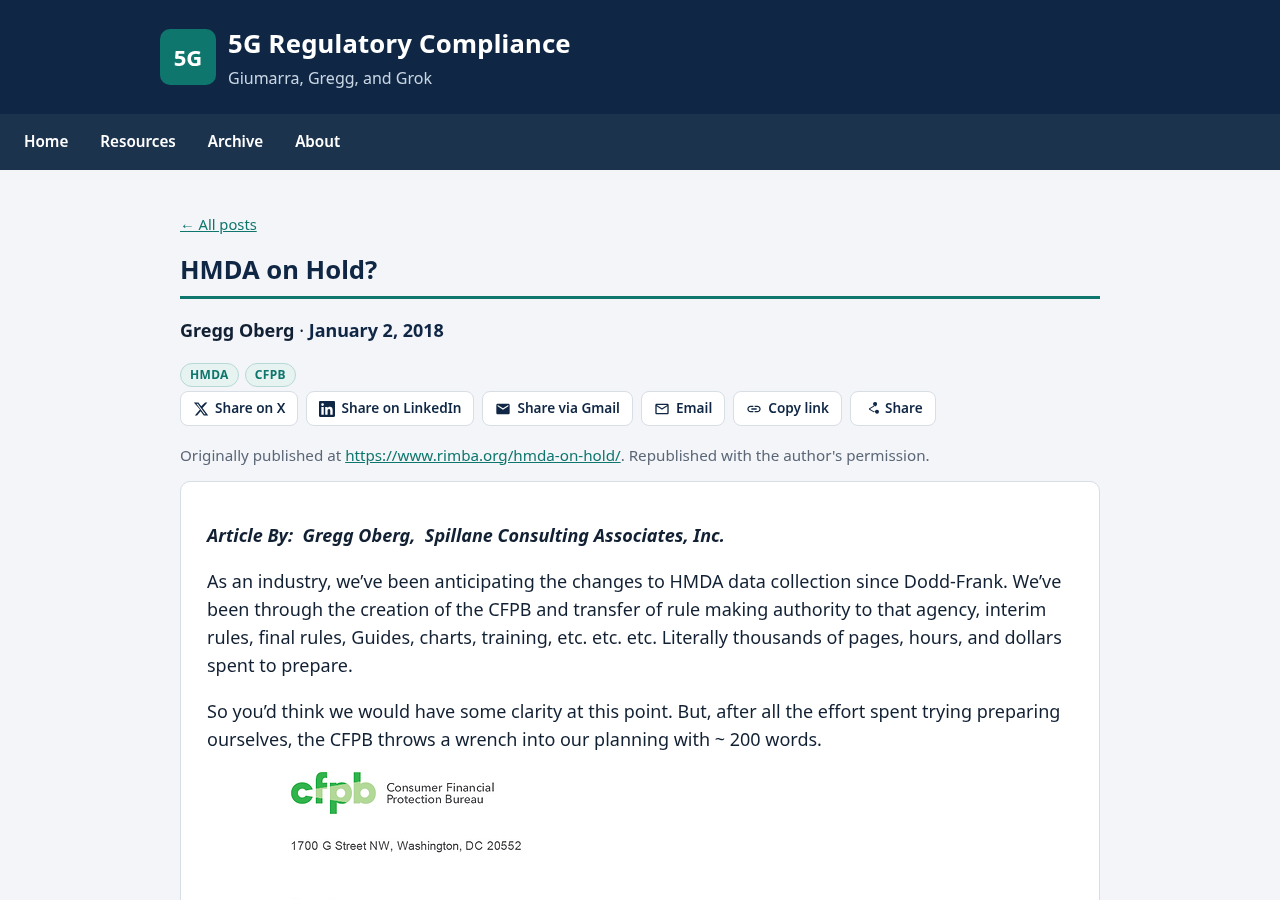 5G
5G Regulatory Compliance
Giumarra, Gregg, and Grok
Home
Resources
Archive
About
← All posts
HMDA on Hold?
Gregg Oberg · January 2, 2018
HMDA
CFPB
Share on X
Share on LinkedIn
Share via Gmail
Email
Copy link
Share
Originally published at https://www.rimba.org/hmda-on-hold/. Republished with the author's permission.
Article By:  Gregg Oberg,  Spillane Consulting Associates, Inc.
As an industry, we’ve been anticipating the changes to HMDA data collection since Dodd-Frank. We’ve
been through the creation of the CFPB and transfer of rule making authority to that agency, interim
rules, final rules, Guides, charts, training, etc. etc. etc. Literally thousands of pages, hours, and dollars
spent to prepare.
So you’d think we would have some clarity at this point. But, after all the effort spent trying preparing
ourselves, the CFPB throws a wrench into our planning with ~ 200 words.
cfpb
Consumer Financial
Protection Bureau
1700 G Street NW, Washington, DC 20552